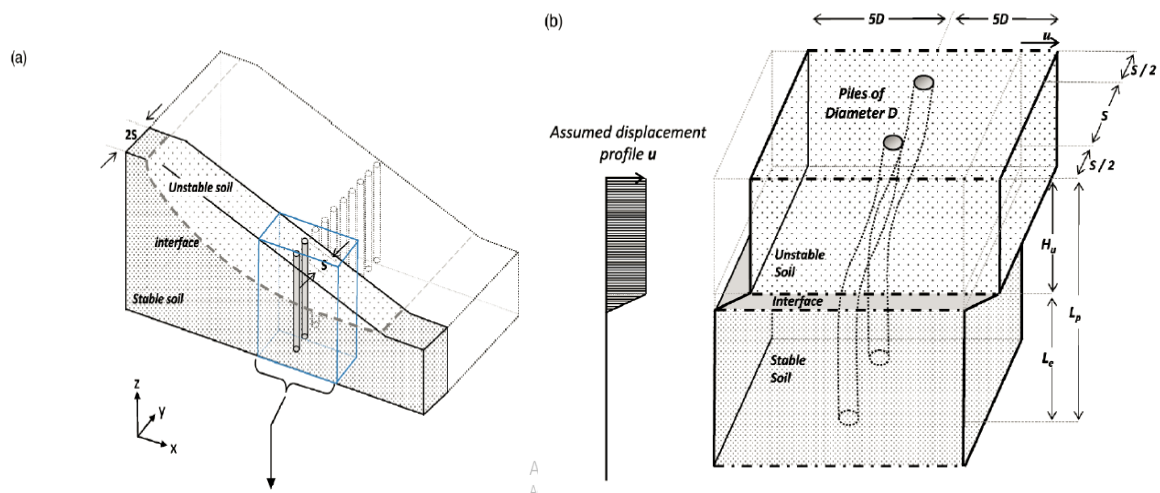 (a)
2S
Unstable soil
interface
S
Stable soil
z
y
x
(b)
5D
5D
u
S / 2
S
S / 2
Piles of
Diameter D
Assumed displacement
profile u
Unstable
Soil
Interface
Stable
Soil
Hu
Lp
Le
A